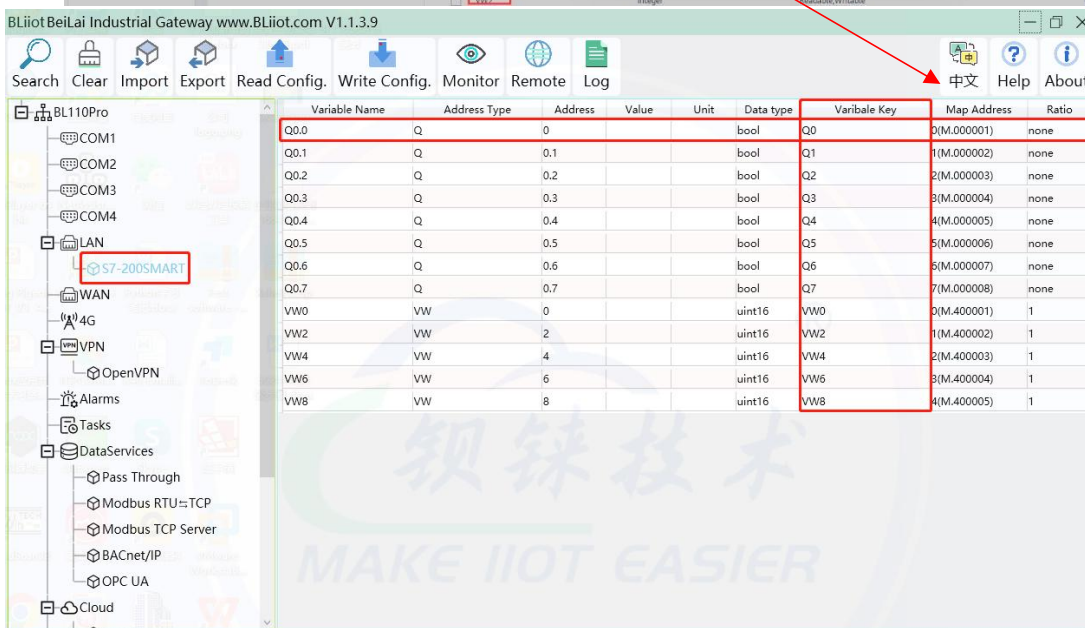 VW2 Integer Readable,Writable
BLiiot BeiLai Industrial Gateway www.BLiiot.com V1.1.3.9
Search Clear Import Export Read Config. Write Config. Monitor Remote Log 中文 Help About
BL110Pro
COM1
COM2
COM3
COM4
LAN
S7-200SMART
WAN
4G
VPN VPN
OpenVPN
Alarms
Tasks
DataServices
Pass Through
Modbus RTU⇆TCP
Modbus TCP Server
BACnet/IP
OPC UA
Cloud
Variable Name Address Type Address Value Unit Data type Varibale Key Map Address Ratio
Q0.0 Q 0 bool Q0 0(M.000001) none
Q0.1 Q 0.1 bool Q1 1(M.000002) none
Q0.2 Q 0.2 bool Q2 2(M.000003) none
Q0.3 Q 0.3 bool Q3 3(M.000004) none
Q0.4 Q 0.4 bool Q4 4(M.000005) none
Q0.5 Q 0.5 bool Q5 5(M.000006) none
Q0.6 Q 0.6 bool Q6 6(M.000007) none
Q0.7 Q 0.7 bool Q7 7(M.000008) none
VW0 VW 0 uint16 VW0 0(M.400001) 1
VW2 VW 2 uint16 VW2 1(M.400002) 1
VW4 VW 4 uint16 VW4 2(M.400003) 1
VW6 VW 6 uint16 VW6 3(M.400004) 1
VW8 VW 8 uint16 VW8 4(M.400005) 1
钡铼技术
MAKE IIOT EASIER